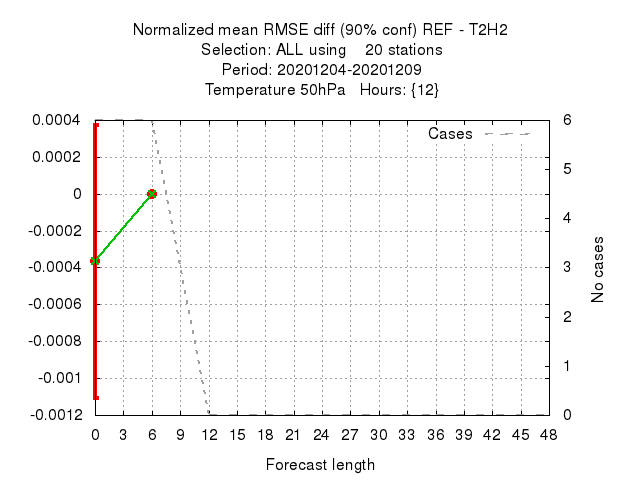 Normalized mean RMSE diff (90% conf) REF - T2H2
Selection: ALL using    20 stations
Period: 20201204-20201209
Temperature 50hPa   Hours: {12}
Cases
0.0004
0.0002
0
-0.0002
-0.0004
-0.0006
-0.0008
-0.001
-0.0012
6
5
4
3
2
1
0
No cases
0 3 6 9 12 15 18 21 24 27 30 33 36 39 42 45 48
Forecast length